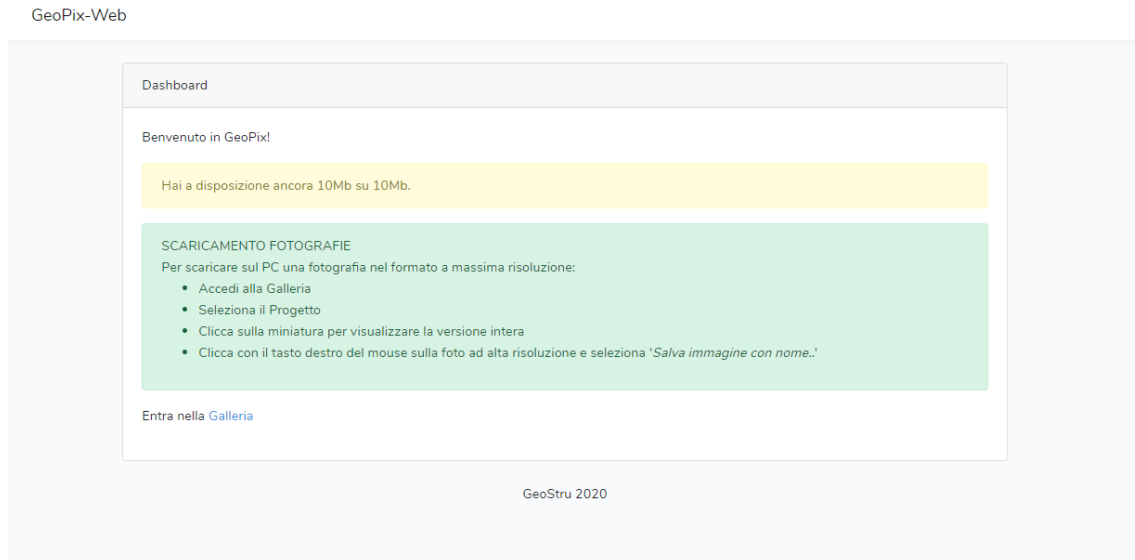 GeoPix-Web
Dashboard
Benvenuto in GeoPix!
Hai a disposizione ancora 10Mb su 10Mb.
SCARICAMENTO FOTOGRAFIE
Per scaricare sul PC una fotografia nel formato a massima risoluzione:
• Accedi alla Galleria
• Seleziona il Progetto
• Clicca sulla miniatura per visualizzare la versione intera
• Clicca con il tasto destro del mouse sulla foto ad alta risoluzione e seleziona 'Salva immagine con nome..'
Entra nella Galleria
GeoStru 2020